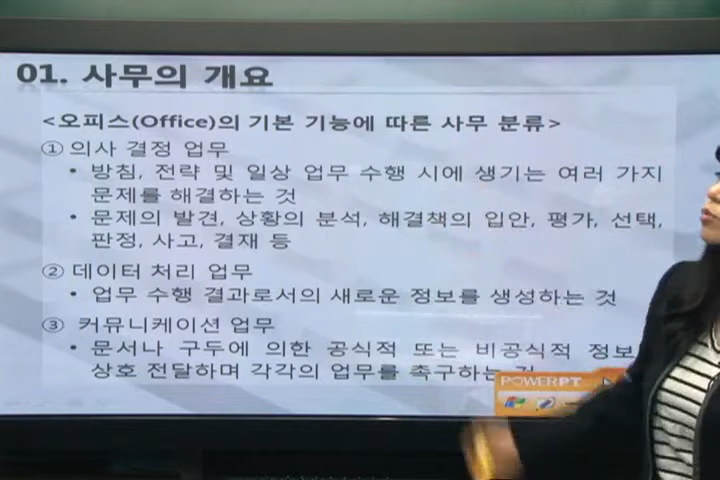 01. 사무의 개요
<오피스(Office)의 기본 기능에 따른 사무 분류>
① 의사 결정 업무
• 방침, 전략 및 일상 업무 수행 시에 생기는 여러 가지
문제를 해결하는 것
• 문제의 발견, 상황의 분석, 해결책의 입안, 평가, 선택,
판정, 사고, 결재 등
② 데이터 처리 업무
• 업무 수행 결과로서의 새로운 정보를 생성하는 것
③ 커뮤니케이션 업무
• 문서나 구두에 의한 공식적 또는 비공식적 정보
상호 전달하며 각각의 업무를 촉구하는
POWERPT